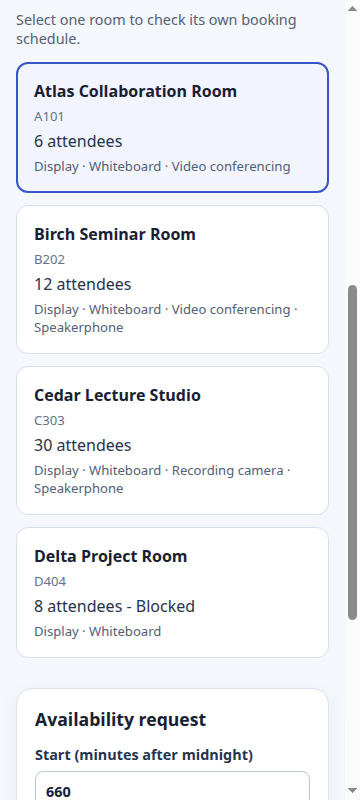 Select one room to check its own booking
schedule.
Atlas Collaboration Room
A101
6 attendees
Display · Whiteboard · Video conferencing
Birch Seminar Room
B202
12 attendees
Display · Whiteboard · Video conferencing ·
Speakerphone
Cedar Lecture Studio
C303
30 attendees
Display · Whiteboard · Recording camera ·
Speakerphone
Delta Project Room
D404
8 attendees - Blocked
Display · Whiteboard
Availability request
Start (minutes after midnight)
660